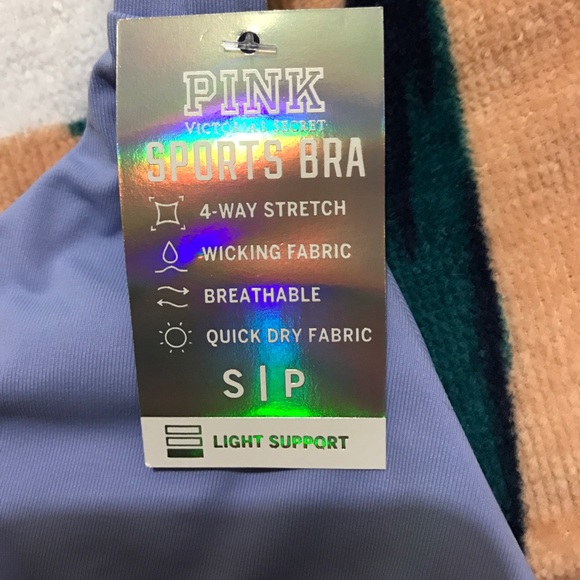 PINK
VICTORIA'S SECRET
SPORTS BRA
4-WAY STRETCH
WICKING FABRIC
BREATHABLE
QUICK DRY FABRIC
S|P
LIGHT SUPPORT